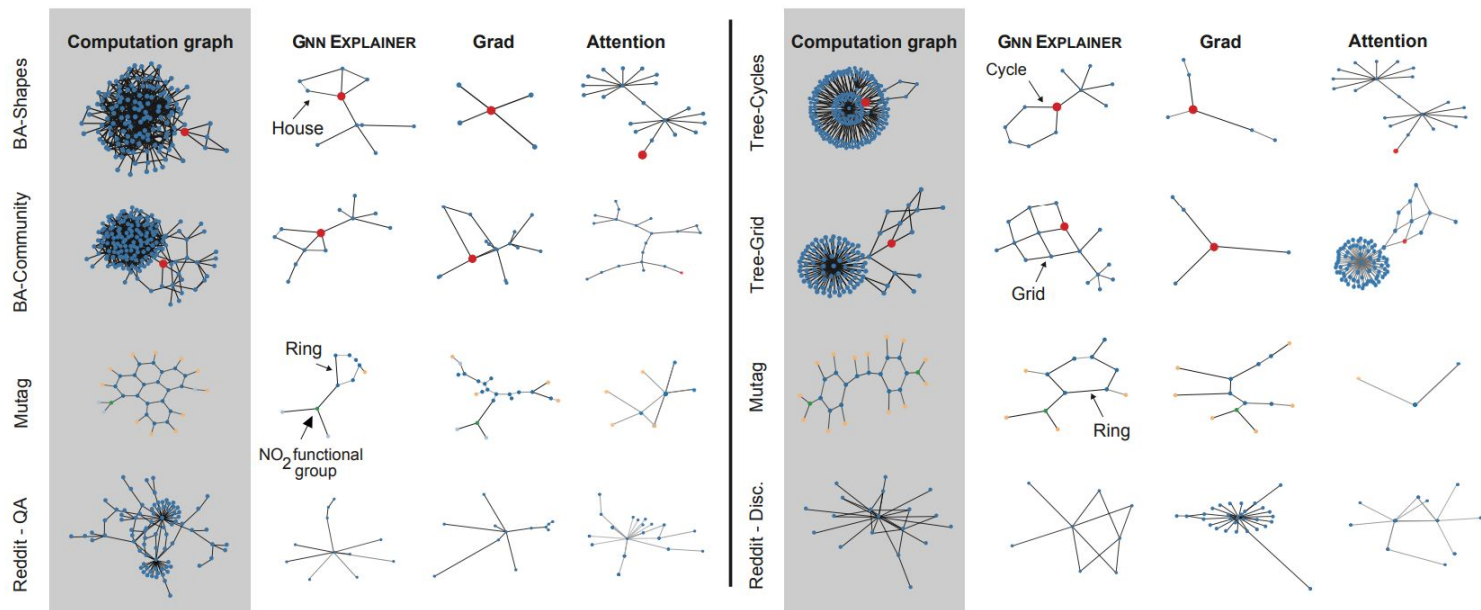 Computation graph GNN EXPLAINER Grad Attention
BA-Shapes
House
BA-Community
Mutag
Ring
NO2 functional
group
Reddit - QA
Computation graph GNN EXPLAINER Grad Attention
Tree-Cycles
Cycle
Tree-Grid
Grid
Mutag
Ring
Reddit - Disc.